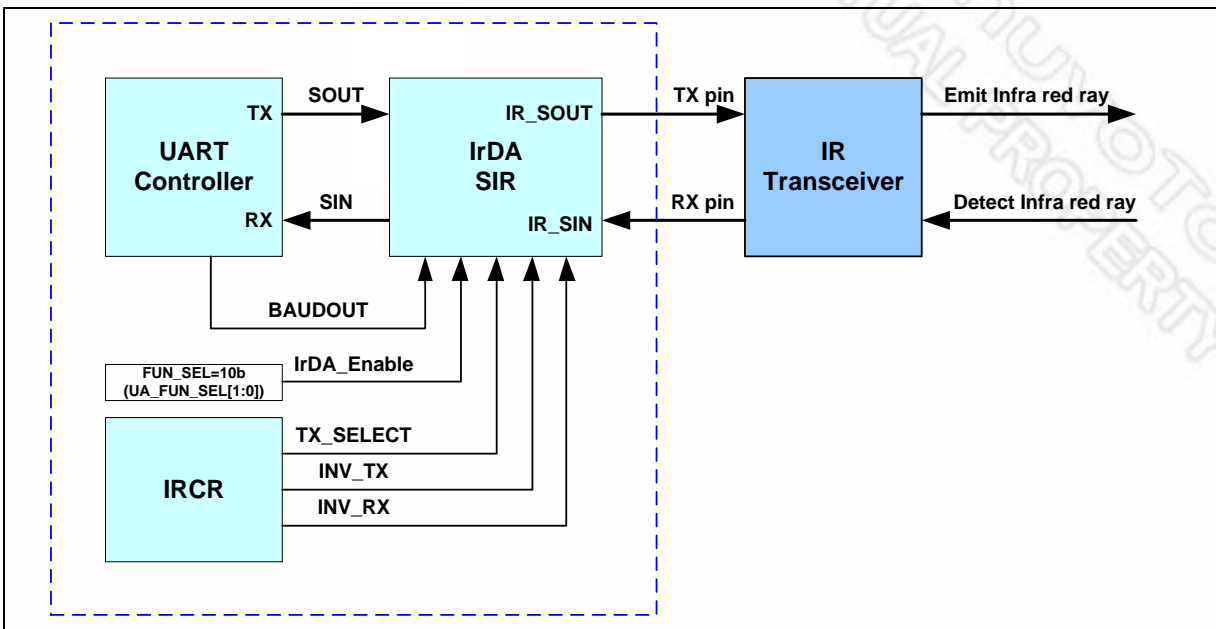 TX
SOUT
IR_SOUT
TX pin
Emit Infra red ray
UART
Controller
IrDA
SIR
IR
Transceiver
RX
SIN
IR_SIN
RX pin
Detect Infra red ray
BAUDOUT
FUN_SEL=10b
(UA_FUN_SEL[1:0])
IrDA_Enable
IRCR
TX_SELECT
INV_TX
INV_RX
PROPERTY